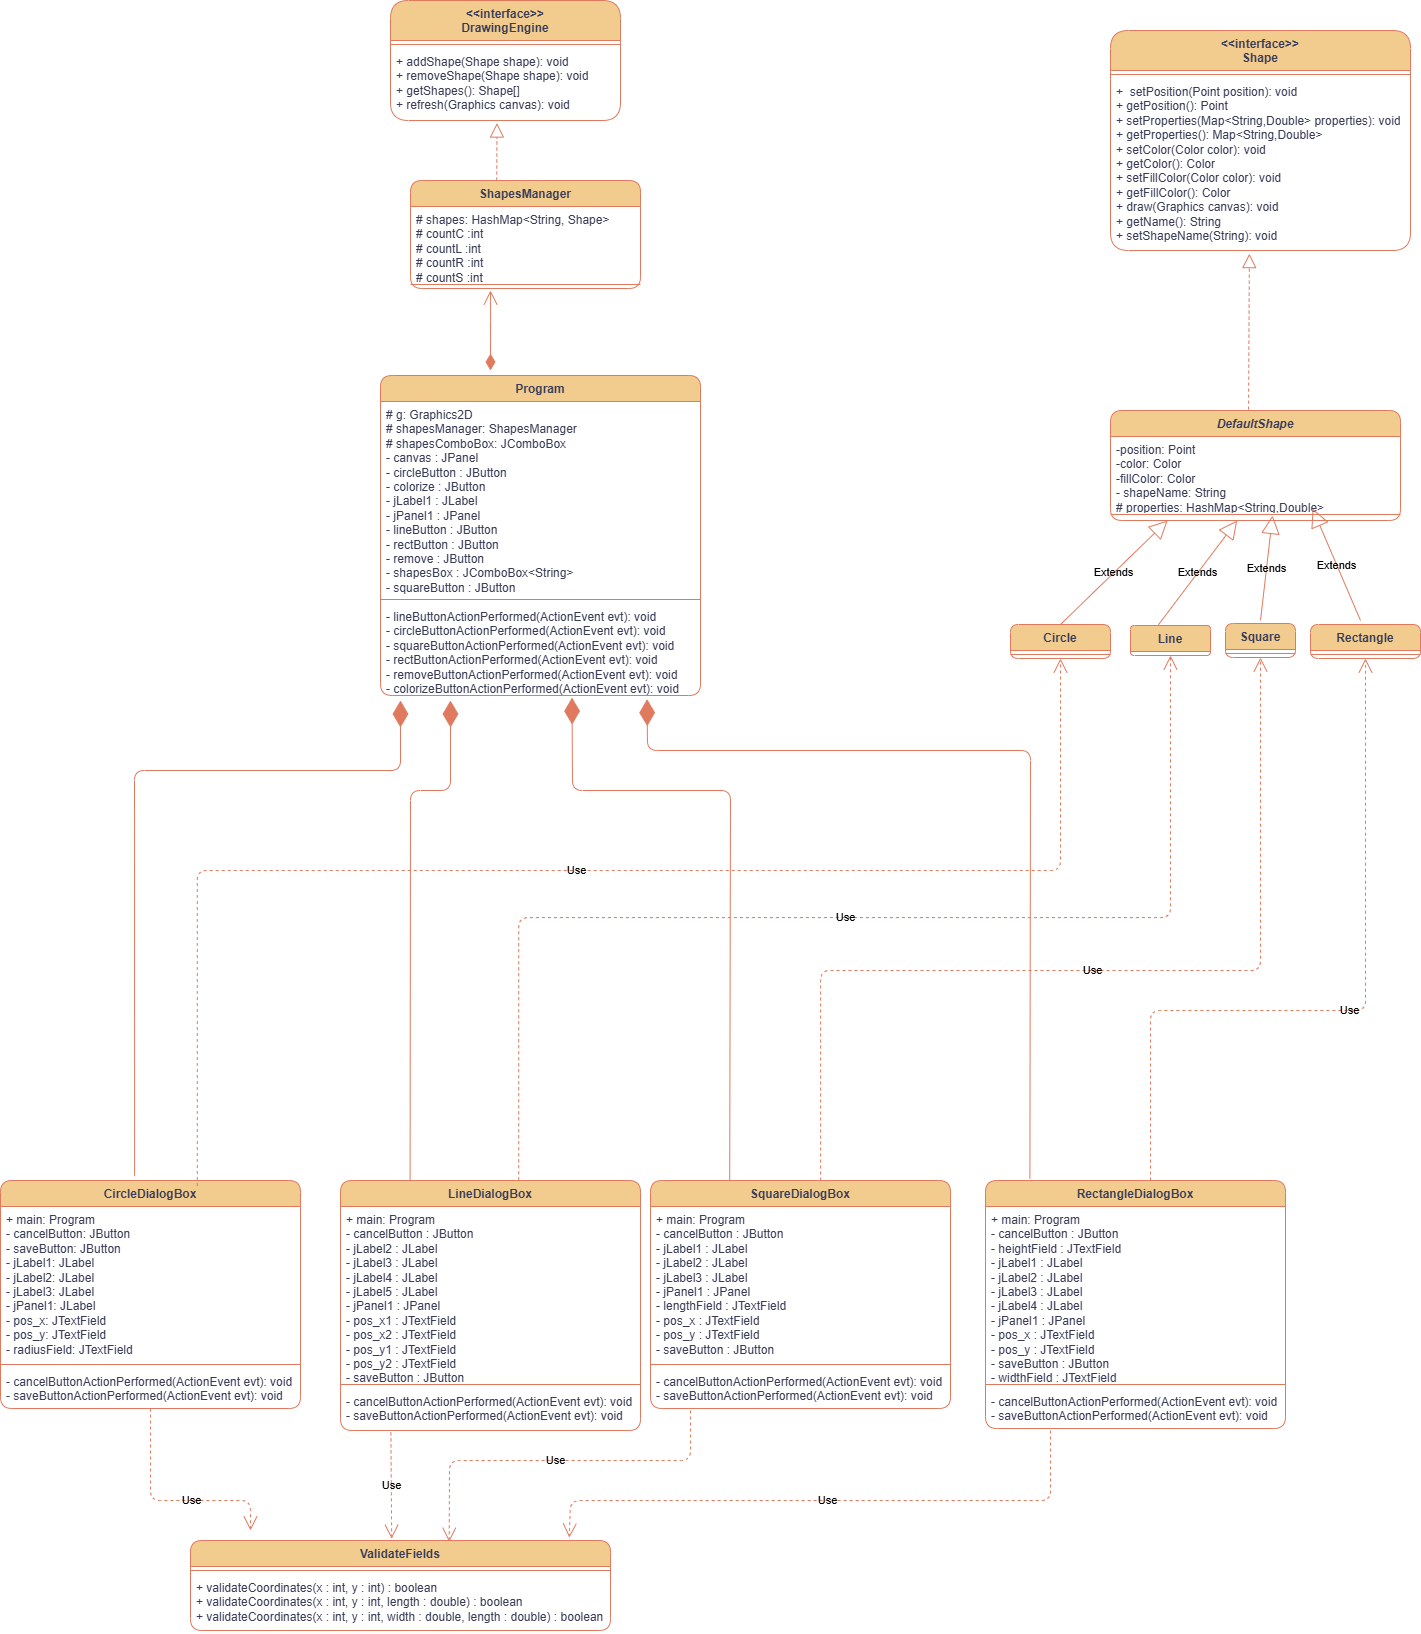 <<interface>>
DrawingEngine
+ addShape(Shape shape): void
+ removeShape(Shape shape): void
+ getShapes(): Shape[]
+ refresh(Graphics canvas): void
<<interface>>
Shape
+  setPosition(Point position): void
+ getPosition(): Point
+ setProperties(Map<String,Double> properties): void
+ getProperties(): Map<String,Double>
+ setColor(Color color): void
+ getColor(): Color
+ setFillColor(Color color): void
+ getFillColor(): Color
+ draw(Graphics canvas): void
+ getName(): String
+ setShapeName(String): void
ShapesManager
# shapes: HashMap<String, Shape>
# countC :int
# countL :int
# countR :int
# countS :int
Program
# g: Graphics2D
# shapesManager: ShapesManager
# shapesComboBox: JComboBox
- canvas : JPanel
- circleButton : JButton
- colorize : JButton
- jLabel1 : JLabel
- jPanel1 : JPanel
- lineButton : JButton
- rectButton : JButton
- remove : JButton
- shapesBox : JComboBox<String>
- squareButton : JButton
- lineButtonActionPerformed(ActionEvent evt): void
- circleButtonActionPerformed(ActionEvent evt): void
- squareButtonActionPerformed(ActionEvent evt): void
- rectButtonActionPerformed(ActionEvent evt): void
- removeButtonActionPerformed(ActionEvent evt): void
- colorizeButtonActionPerformed(ActionEvent evt): void
DefaultShape
-position: Point
-color: Color
-fillColor: Color
- shapeName: String
# properties: HashMap<String,Double>
Extends
Extends
Extends
Extends
Circle
Line
Square
Rectangle
Use
Use
Use
Use
CircleDialogBox
+ main: Program
- cancelButton: JButton
- saveButton: JButton
- jLabel1: JLabel
- jLabel2: JLabel
- jLabel3: JLabel
- jPanel1: JLabel
- pos_x: JTextField
- pos_y: JTextField
- radiusField: JTextField
- cancelButtonActionPerformed(ActionEvent evt): void
- saveButtonActionPerformed(ActionEvent evt): void
LineDialogBox
+ main: Program
- cancelButton : JButton
- jLabel2 : JLabel
- jLabel3 : JLabel
- jLabel4 : JLabel
- jLabel5 : JLabel
- jPanel1 : JPanel
- pos_x1 : JTextField
- pos_x2 : JTextField
- pos_y1 : JTextField
- pos_y2 : JTextField
- saveButton : JButton
- cancelButtonActionPerformed(ActionEvent evt): void
- saveButtonActionPerformed(ActionEvent evt): void
SquareDialogBox
+ main: Program
- cancelButton : JButton
- jLabel1 : JLabel
- jLabel2 : JLabel
- jLabel3 : JLabel
- jPanel1 : JPanel
- lengthField : JTextField
- pos_x : JTextField
- pos_y : JTextField
- saveButton : JButton
- cancelButtonActionPerformed(ActionEvent evt): void
- saveButtonActionPerformed(ActionEvent evt): void
RectangleDialogBox
+ main: Program
- cancelButton : JButton
- heightField : JTextField
- jLabel1 : JLabel
- jLabel2 : JLabel
- jLabel3 : JLabel
- jLabel4 : JLabel
- jPanel1 : JPanel
- pos_x : JTextField
- pos_y : JTextField
- saveButton : JButton
- widthField : JTextField
- cancelButtonActionPerformed(ActionEvent evt): void
- saveButtonActionPerformed(ActionEvent evt): void
Use
Use
Use
Use
ValidateFields
+ validateCoordinates(x : int, y : int) : boolean
+ validateCoordinates(x : int, y : int, length : double) : boolean
+ validateCoordinates(x : int, y : int, width : double, length : double) : boolean